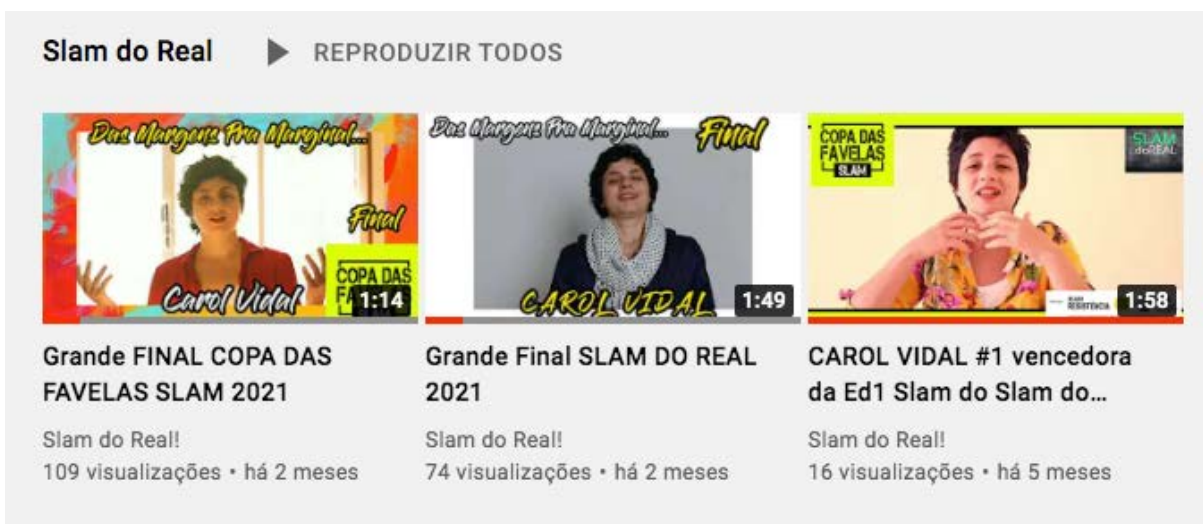 Slam do Real
REPRODUZIR TODOS
Das Margens Pra Marginal...
Final
Carol Vidal
COPA DAS
1:14
Das Margens Pra Marginal...
Final
CAROL VIDAL
1:49
COPA DAS
FAVELAS
SLAM
SLAM
doREAL
SLAM
RESISTÊNCIA
1:58
Grande FINAL COPA DAS
FAVELAS SLAM 2021
Slam do Real!
109 visualizações • há 2 meses
Grande Final SLAM DO REAL
2021
Slam do Real!
74 visualizações • há 2 meses
CAROL VIDAL #1 vencedora
da Ed1 Slam do Slam do...
Slam do Real!
16 visualizações • há 5 meses